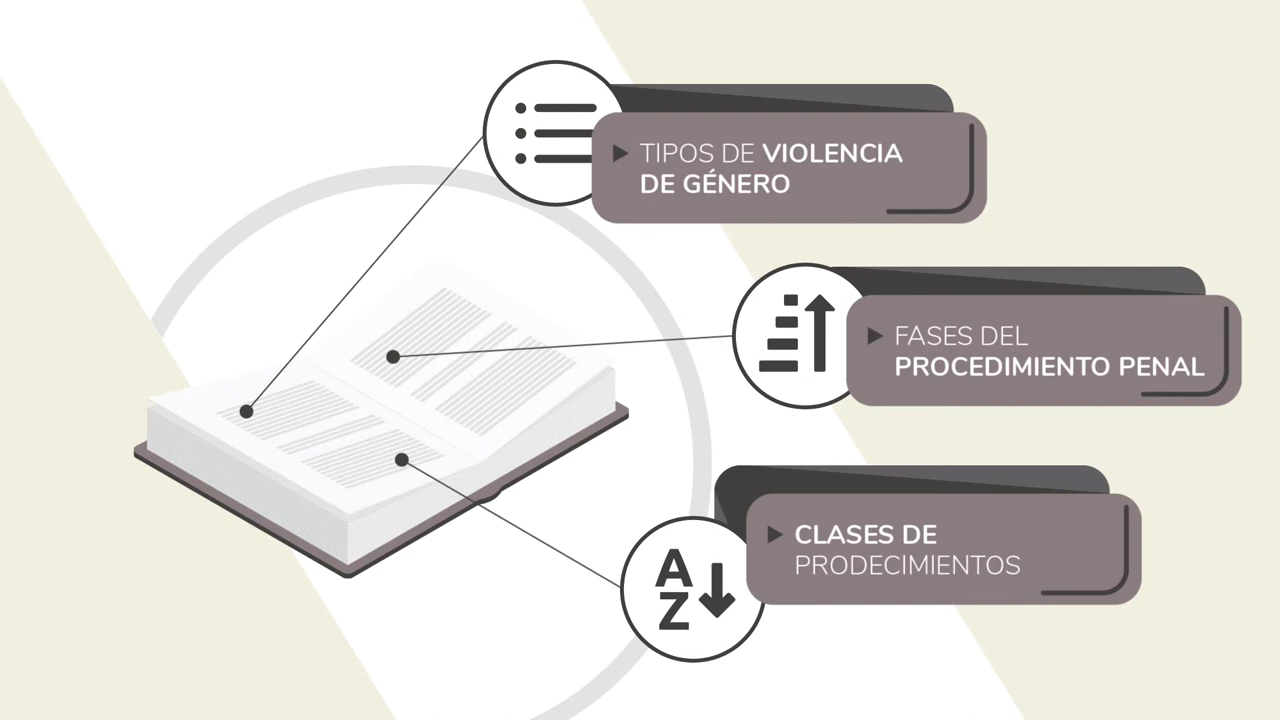 TIPOS DE VIOLENCIA
DE GÉNERO
FASES DEL
PROCEDIMIENTO PENAL
CLASES DE
PRODECIMIENTOS
A
Z